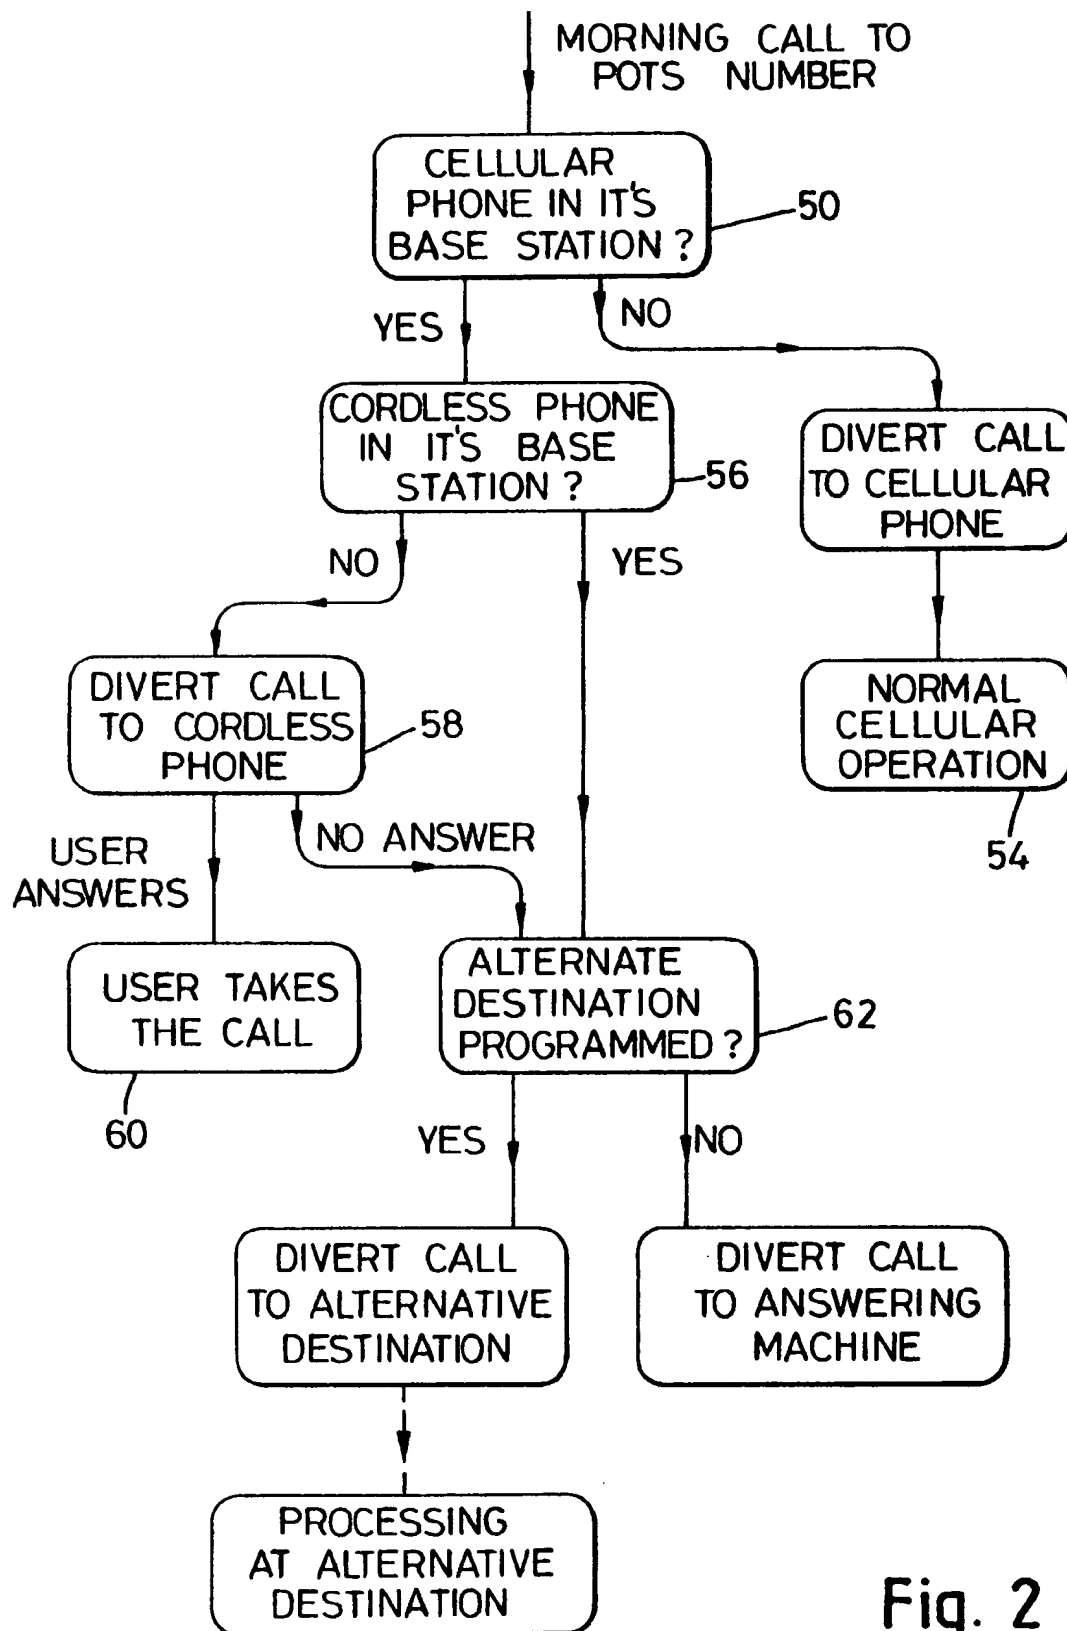 MORNING CALL TO
POTS NUMBER
CELLULAR
PHONE IN IT'S
BASE STATION ?
50
YES
NO
CORDLESS PHONE
IN IT'S BASE
STATION ?
56
DIVERT CALL
TO CELLULAR
PHONE
NO
YES
DIVERT CALL
TO CORDLESS
PHONE
58
NORMAL
CELLULAR
OPERATION
54
USER
ANSWERS
NO ANSWER
USER TAKES
THE CALL
60
ALTERNATE
DESTINATION
PROGRAMMED ?
62
YES
NO
DIVERT CALL
TO ALTERNATIVE
DESTINATION
DIVERT CALL
TO ANSWERING
MACHINE
PROCESSING
AT ALTERNATIVE
DESTINATION
Fig. 2